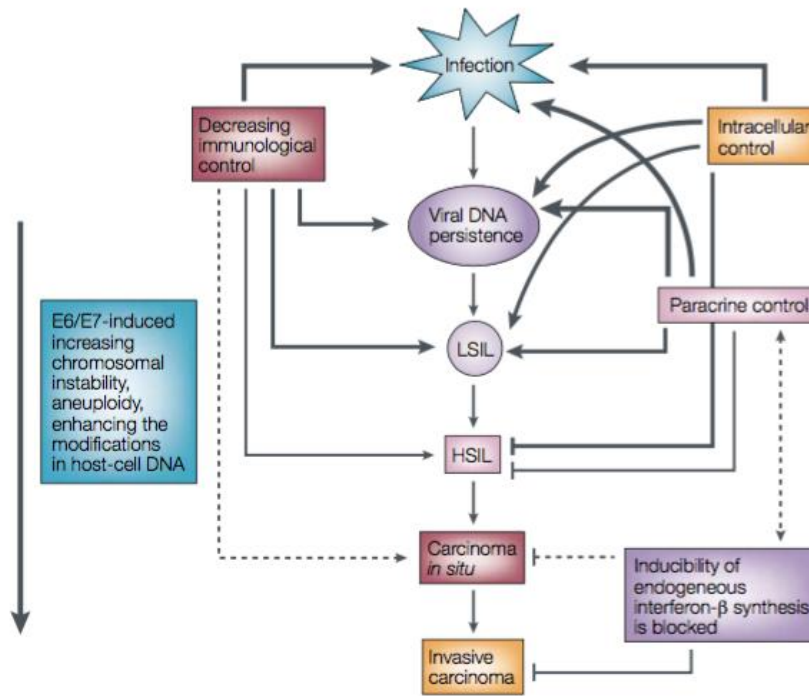 Infection
Decreasing
immunological
control
Intracellular
control
Viral DNA
persistence
Paracrine control
E6/E7-induced
increasing
chromosomal
instability,
aneuploidy,
enhancing the
modifications
in host-cell DNA
LSIL
HSIL
Carcinoma
in situ
Inducibility of
endogeneous
interferon-β synthesis
is blocked
Invasive
carcinoma